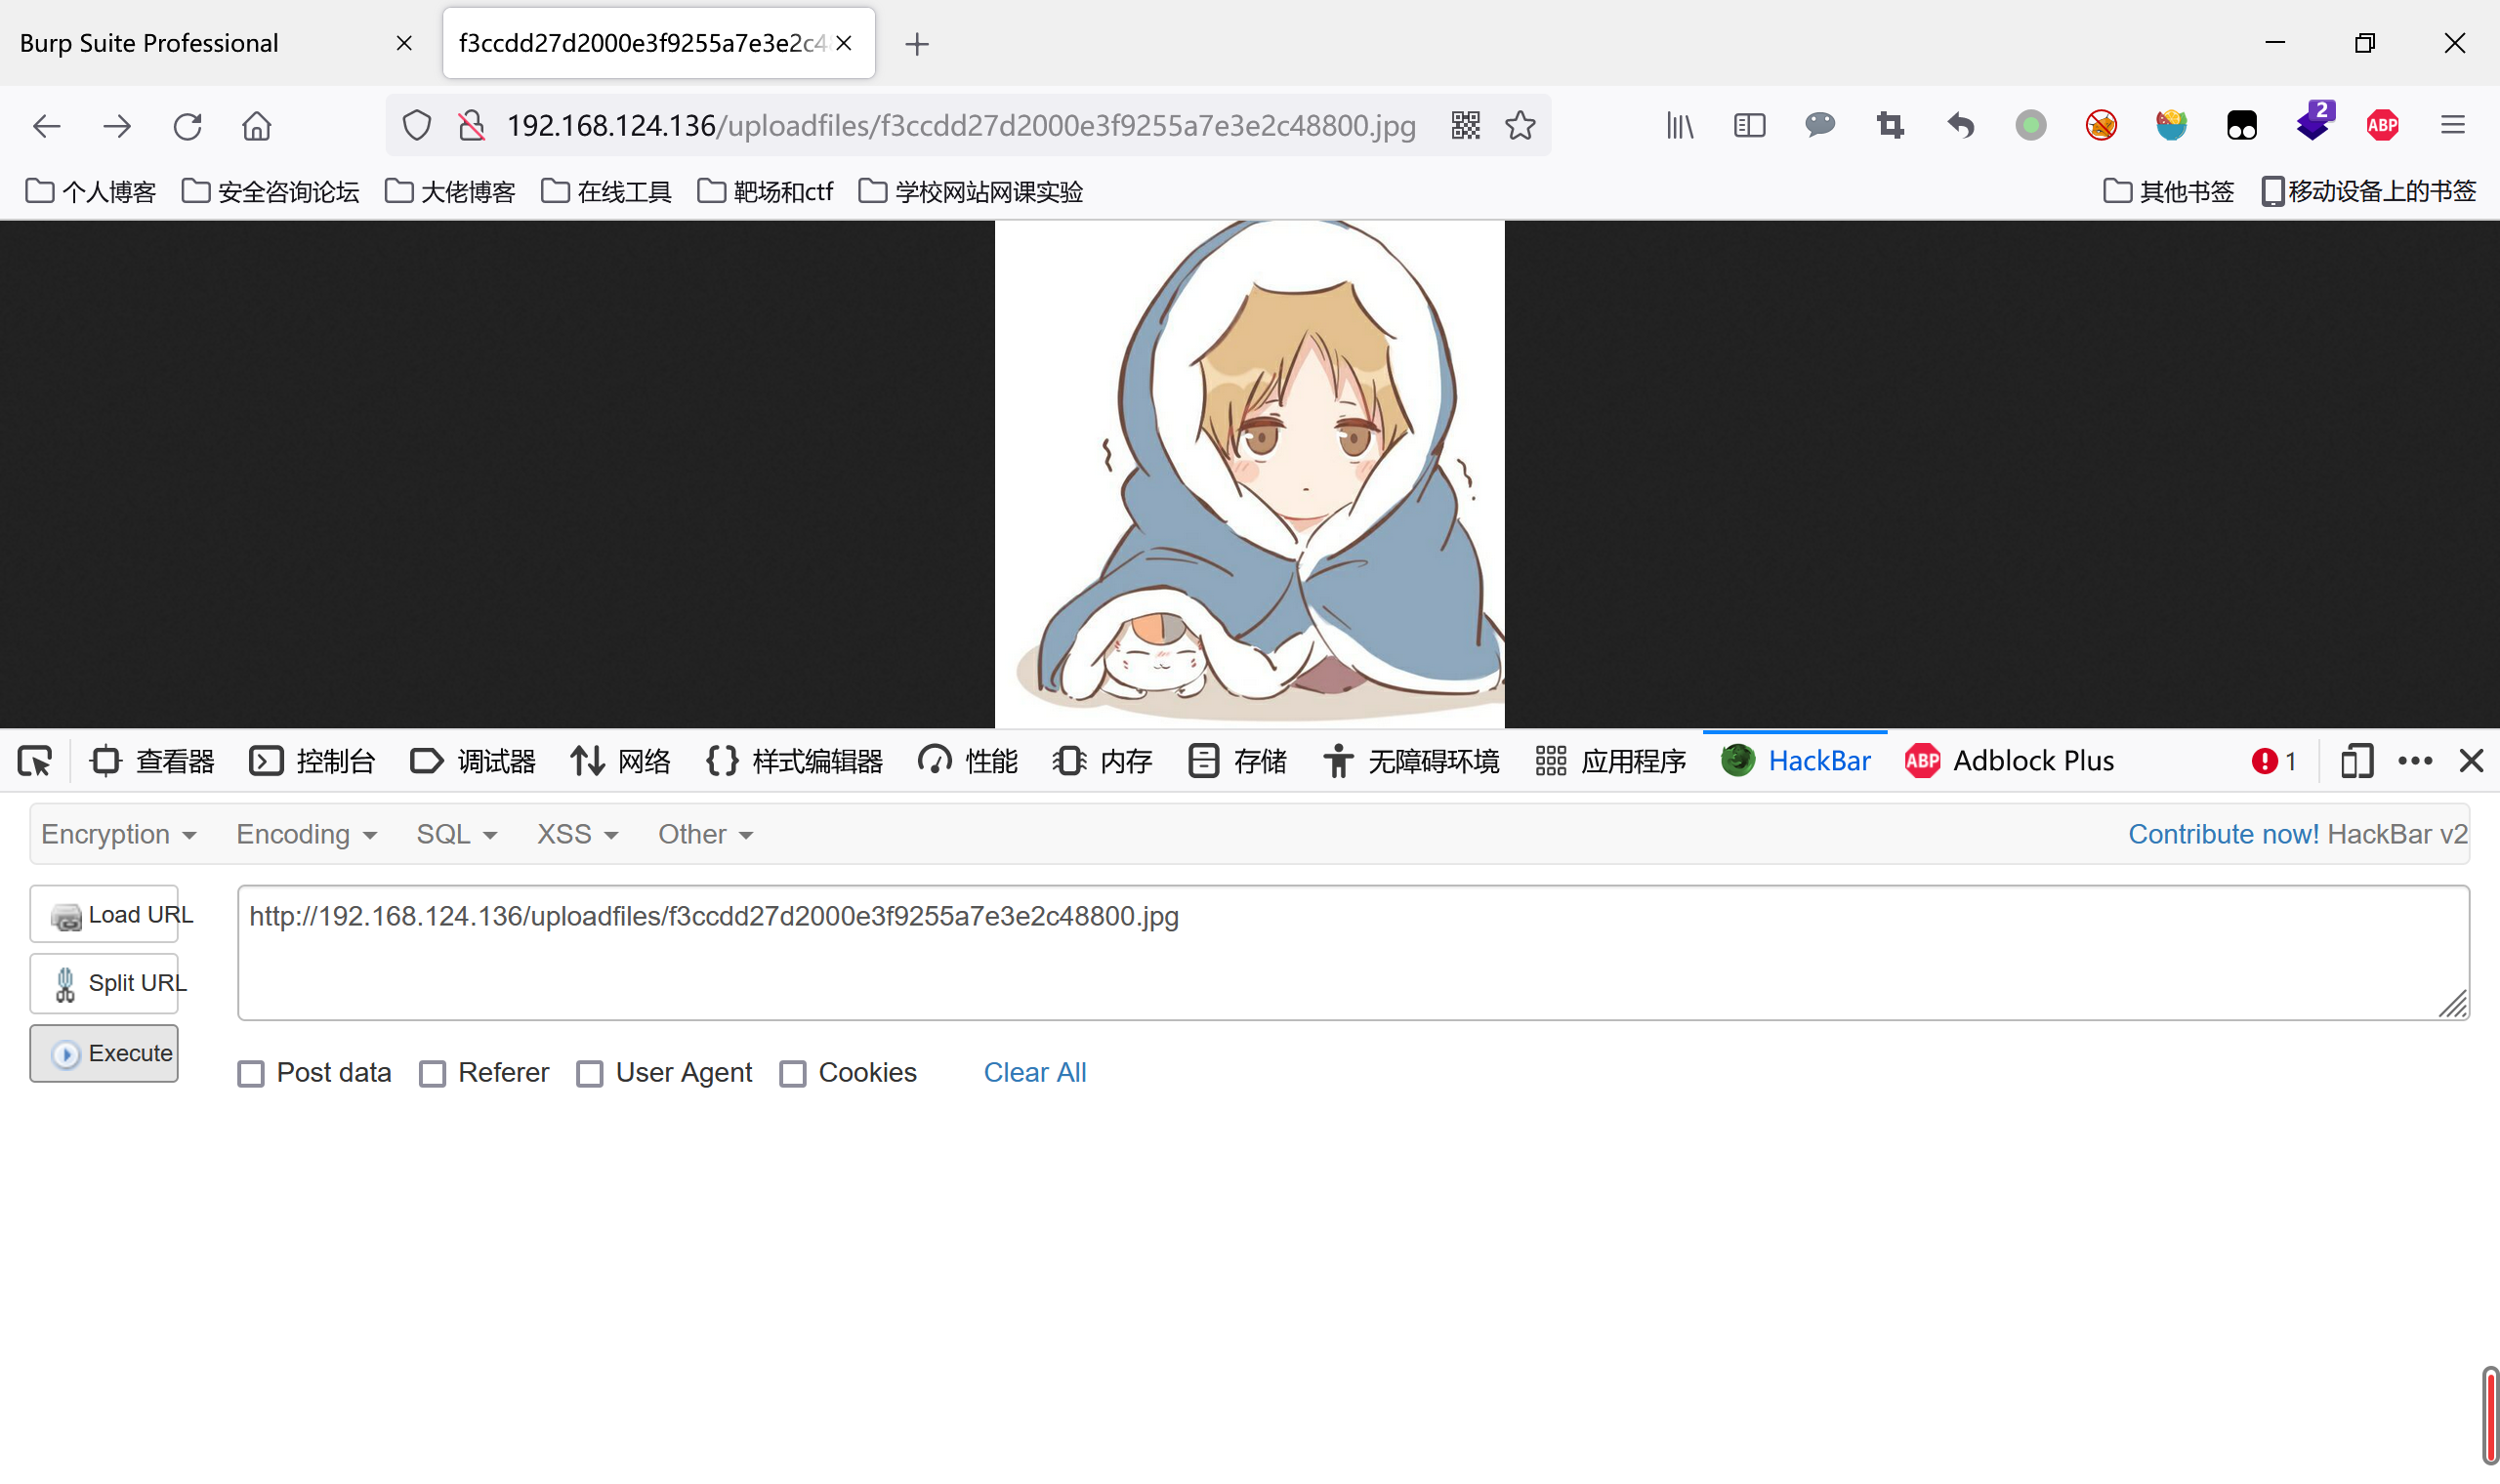 Burp Suite Professional
f3ccdd27d2000e3f9255a7e3e2c4
192.168.124.136/uploadfiles/f3ccdd27d2000e3f9255a7e3e2c48800.jpg
2
ABP
个人博客 安全咨询论坛 大佬博客 在线工具 靶场和ctf 学校网站网课实验 其他书签 移动设备上的书签
查看器 控制台 调试器 网络 样式编辑器 性能 内存 存储 无障碍环境 应用程序 HackBar ABP Adblock Plus 1
Encryption Encoding SQL XSS Other Contribute now! HackBar v2
Load URL
http://192.168.124.136/uploadfiles/f3ccdd27d2000e3f9255a7e3e2c48800.jpg
Split URL
Execute
Post data Referer User Agent Cookies Clear All